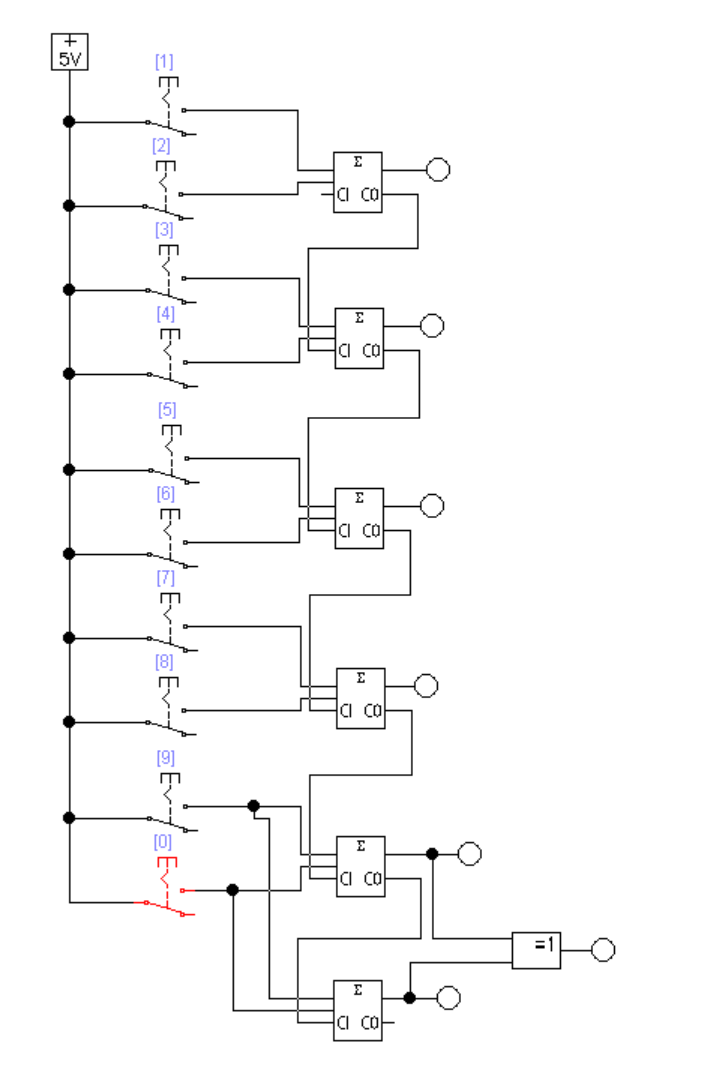 +
5V
[1]
[2]
Σ
CI CO
[3]
[4]
Σ
CI CO
[5]
[6]
Σ
CI CO
[7]
[8]
Σ
CI CO
[9]
[0]
Σ
CI CO
=1
Σ
CI CO